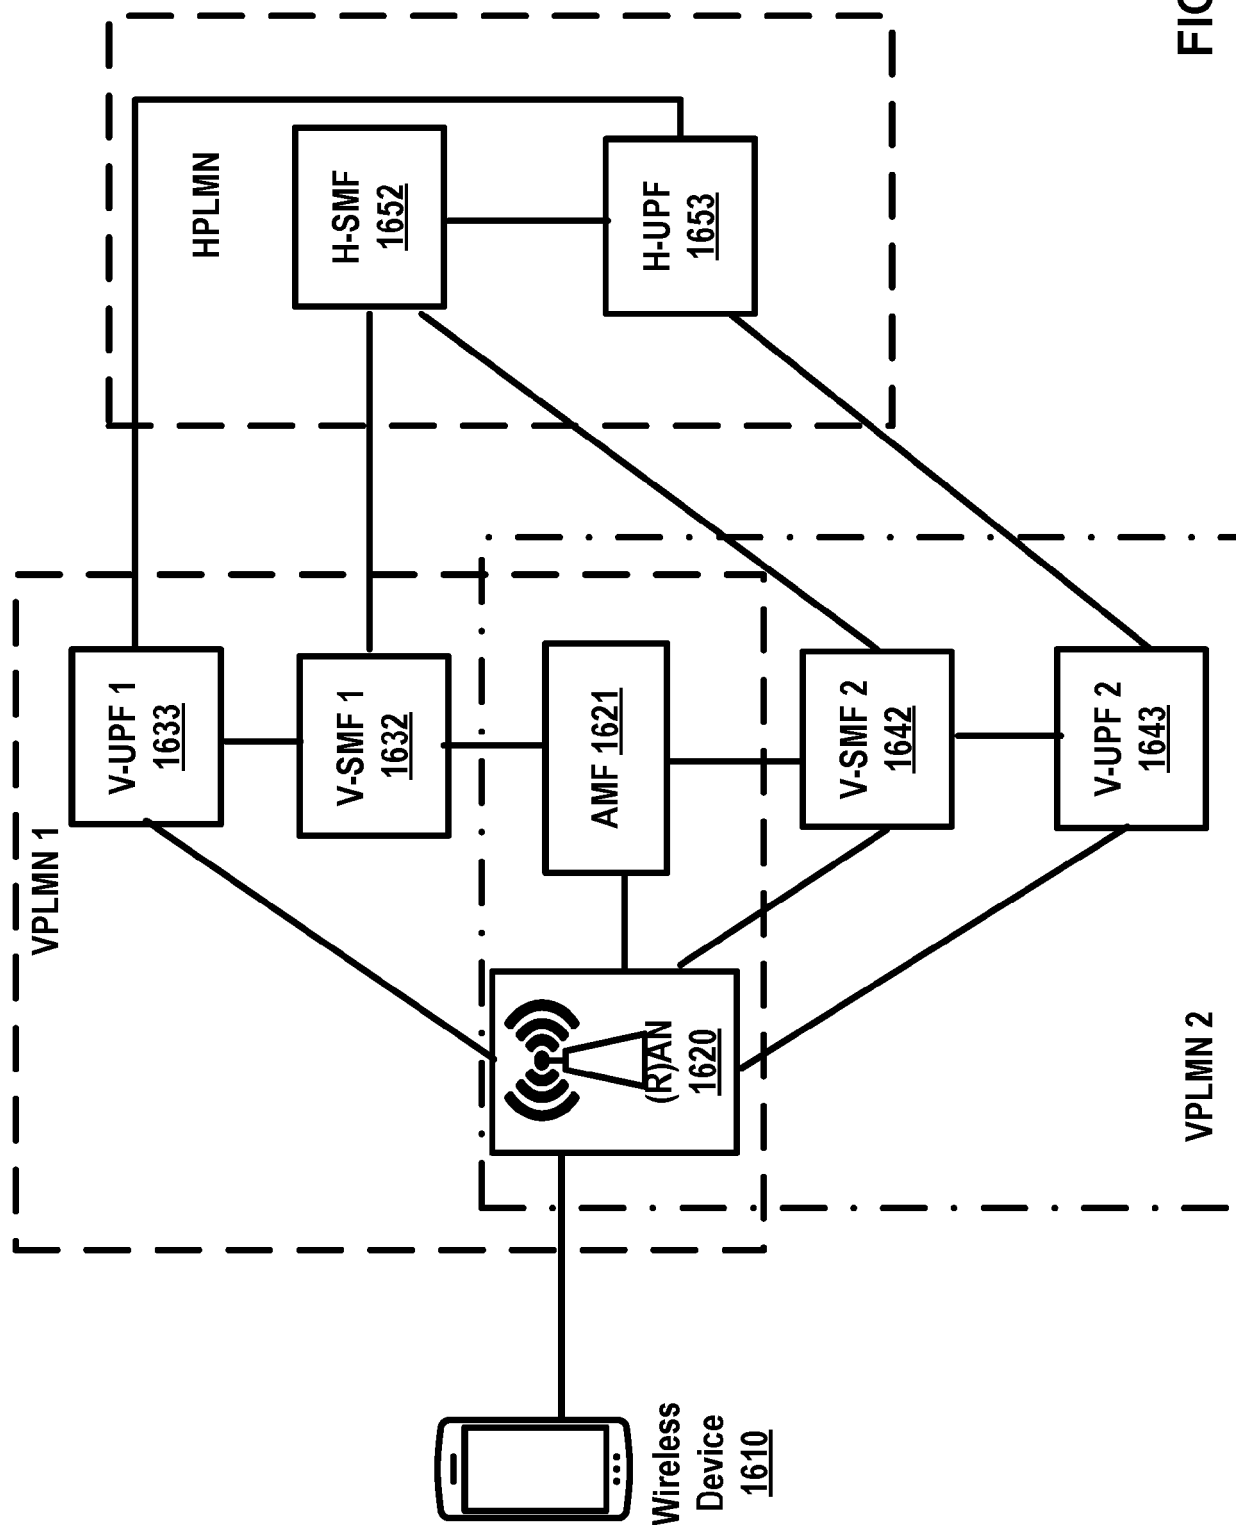 FIG
VPLMN 1
HPLMN
V-UPF 1
1633
V-SMF 1
1632
H-SMF
1652
Wireless
Device
1610
(R)AN
1620
AMF 1621
H-UPF
1653
V-SMF 2
1642
V-UPF 2
1643
VPLMN 2